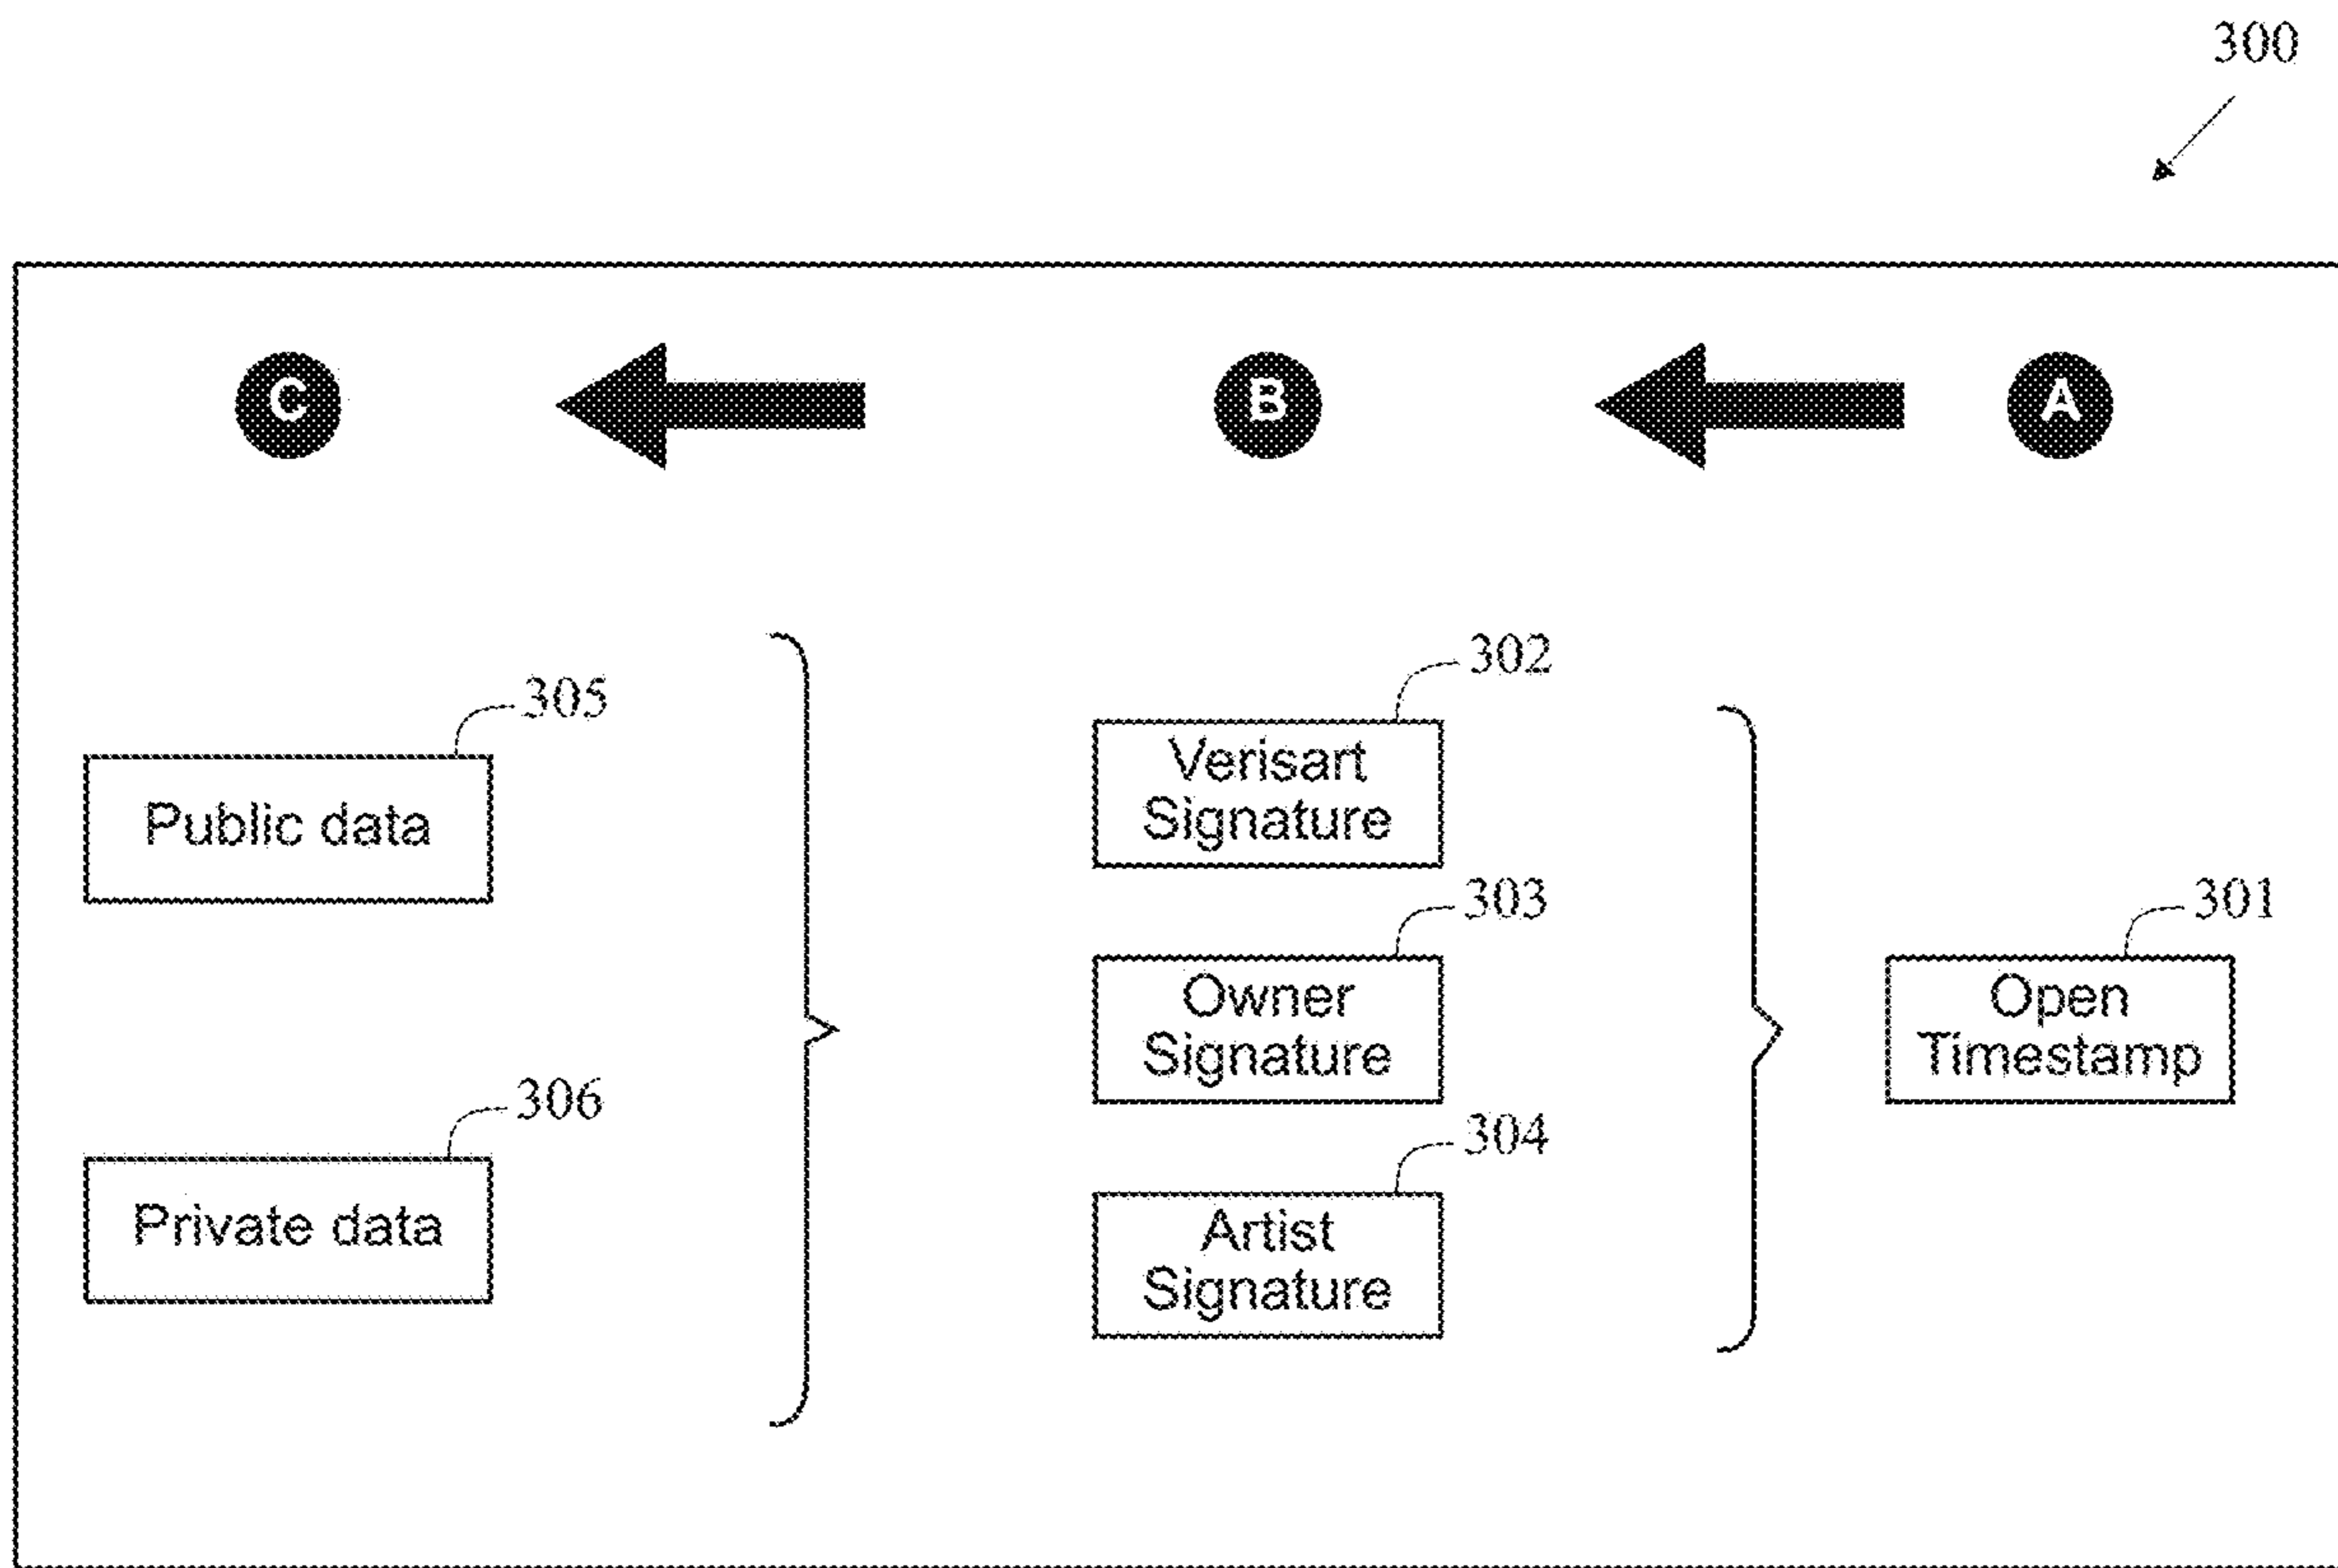 300
C
B
A
302
Verisart
Signature
305
Public data
303
Owner
Signature
301
Open
Timestamp
306
Private data
304
Artist
Signature